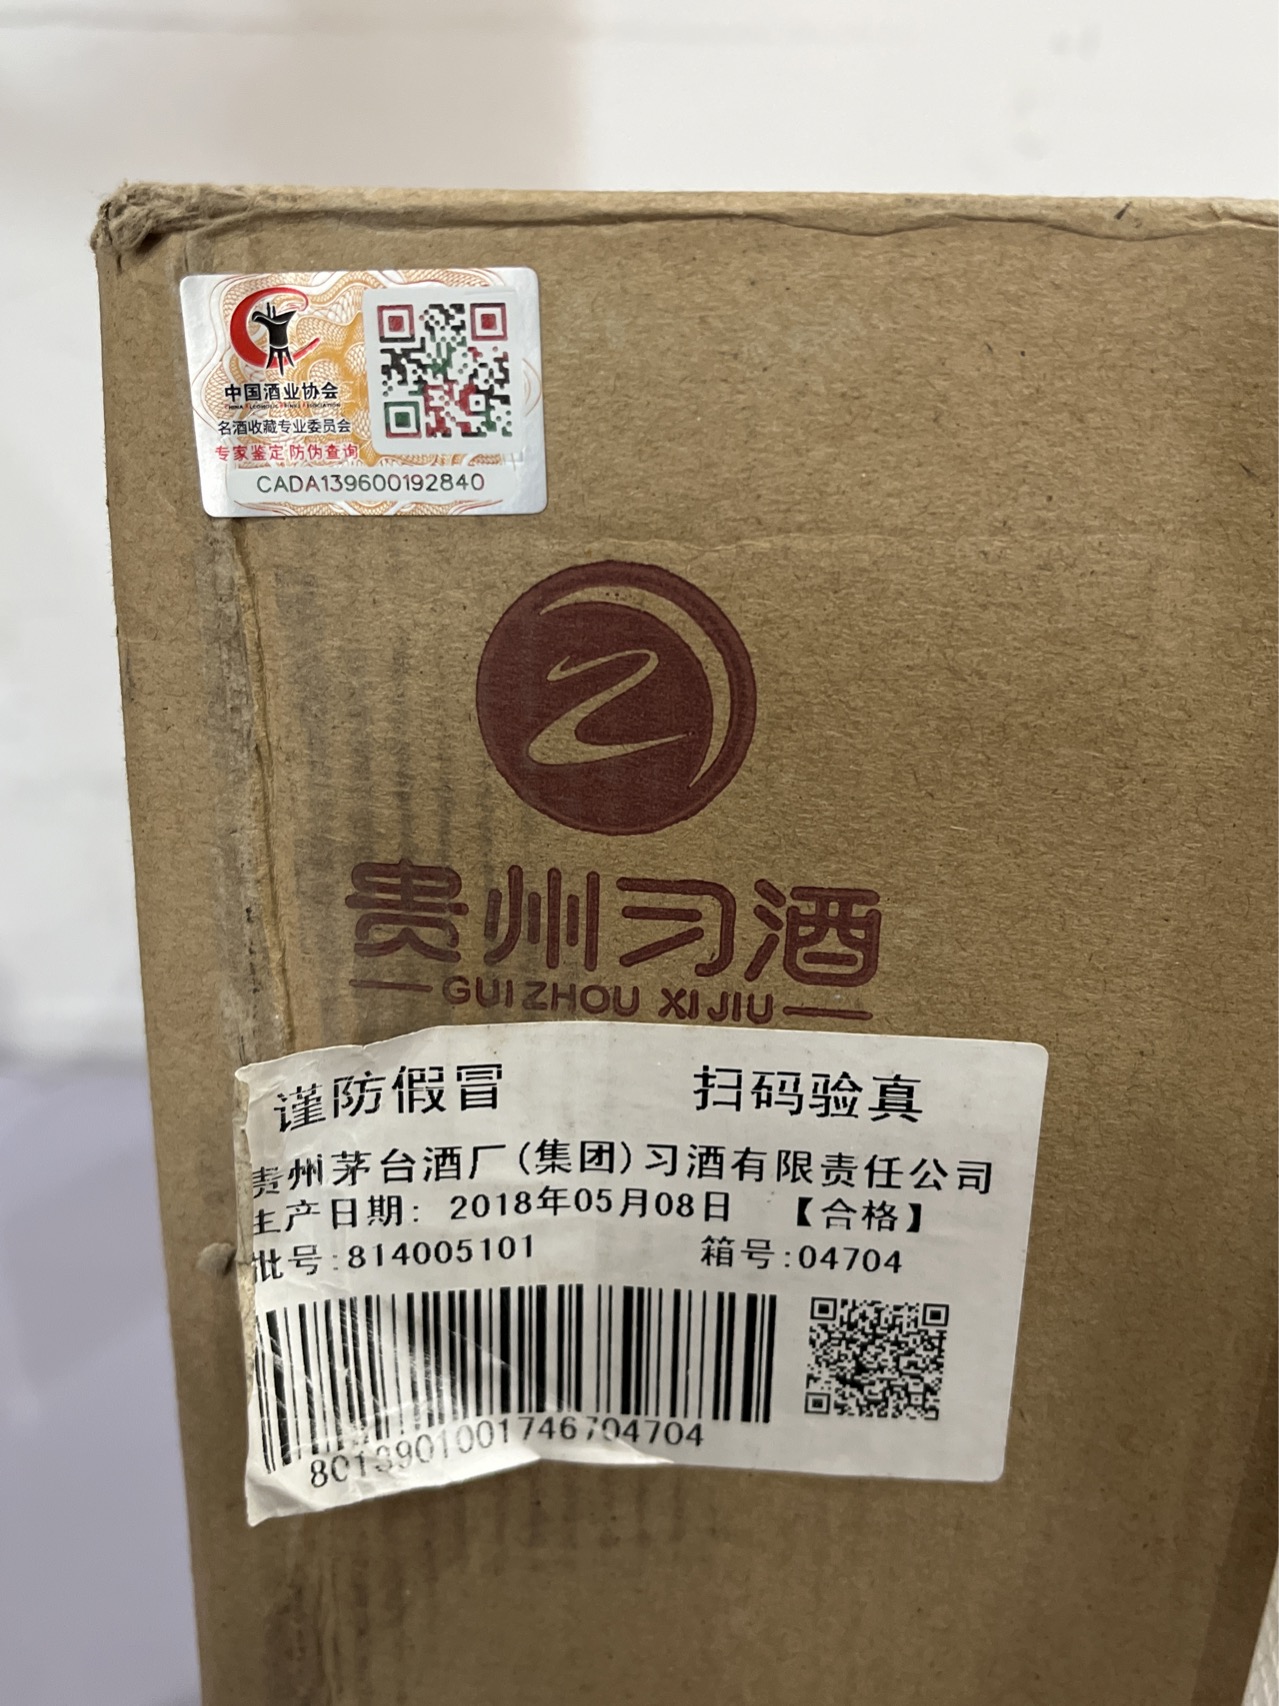 中国酒业协会
名酒收藏专业委员会
专家鉴定 防伪查询
CADA139600192840
贵州习酒
GUIZHOU XIJIU
谨防假冒 扫码验真
贵州茅台酒厂(集团)习酒有限责任公司
生产日期: 2018年05月08日 【合格】
批号:814005101 箱号:04704